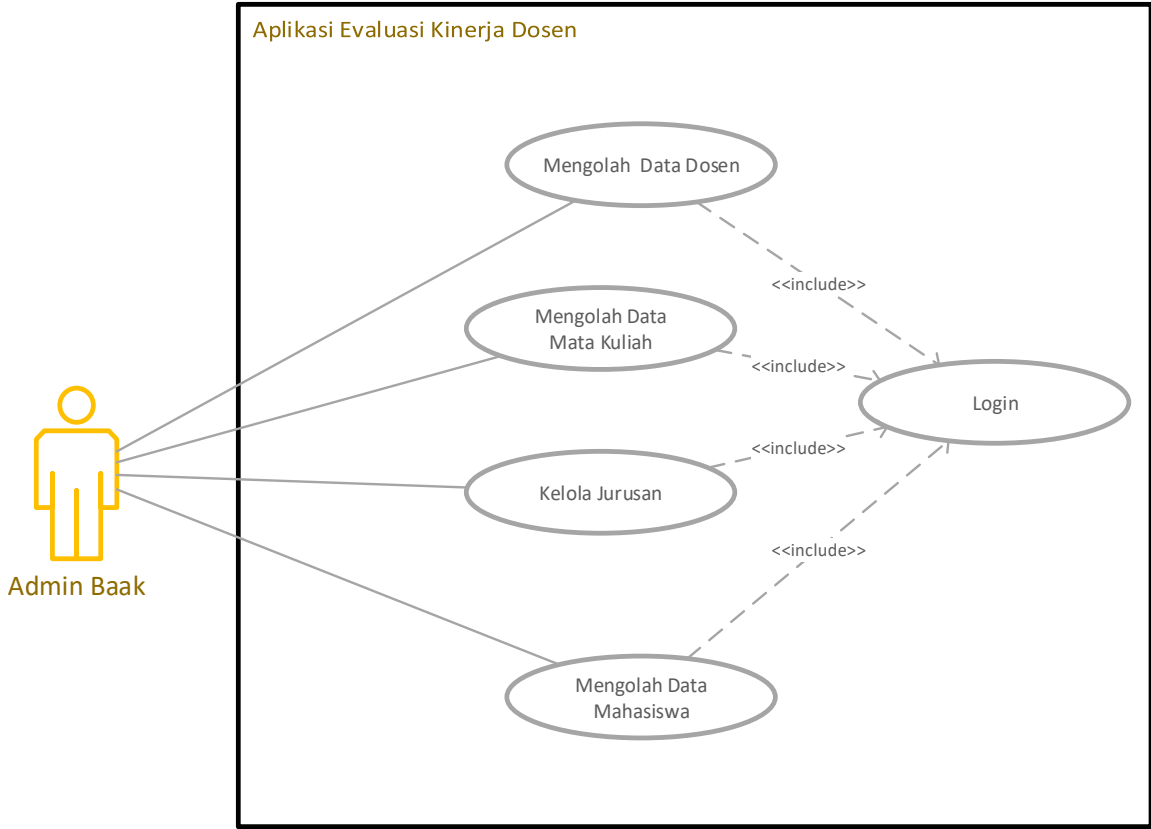 Aplikasi Evaluasi Kinerja Dosen
Mengolah  Data Dosen
<<include>>
Mengolah Data
Mata Kuliah
<<include>>
Login
<<include>>
Kelola Jurusan
<<include>>
Admin Baak
Mengolah Data
Mahasiswa